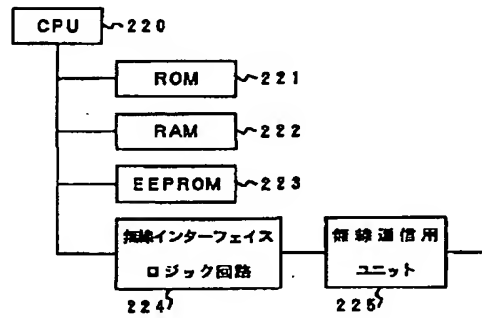 CPU 220
ROM 221
RAM 222
EEPROM 223
無線インターフェイス
ロジック回路
224
無線通信用
ユニット
225